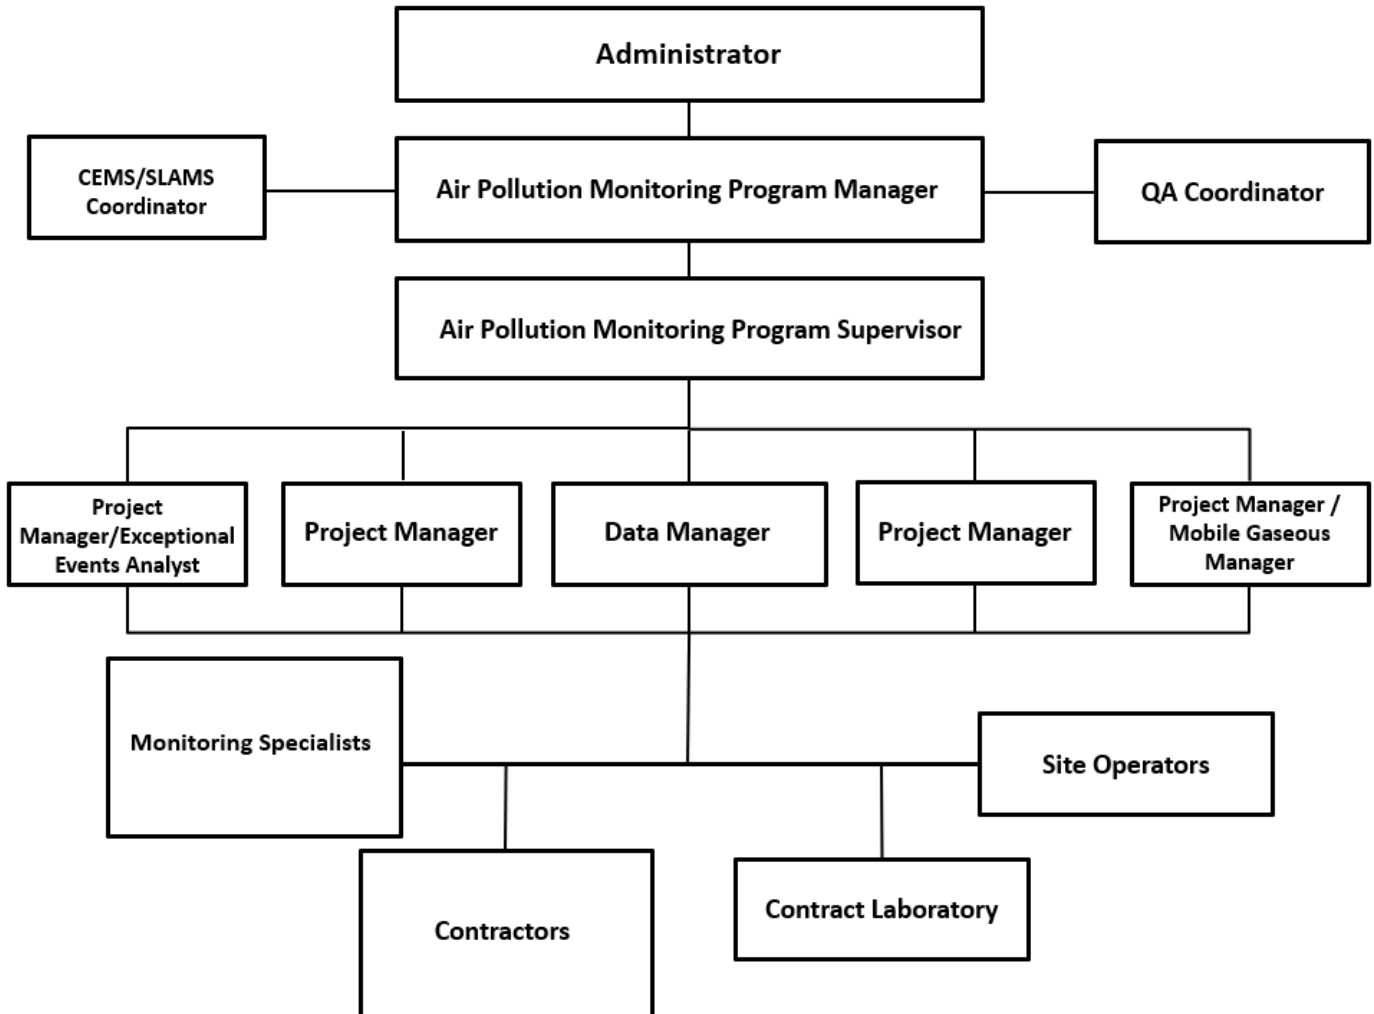 Administrator
CEMS/SLAMS
Coordinator
Air Pollution Monitoring Program Manager
QA Coordinator
Air Pollution Monitoring Program Supervisor
Project
Manager/Exceptional
Events Analyst
Project Manager
Data Manager
Project Manager
Project Manager /
Mobile Gaseous
Manager
Monitoring Specialists
Site Operators
Contractors
Contract Laboratory